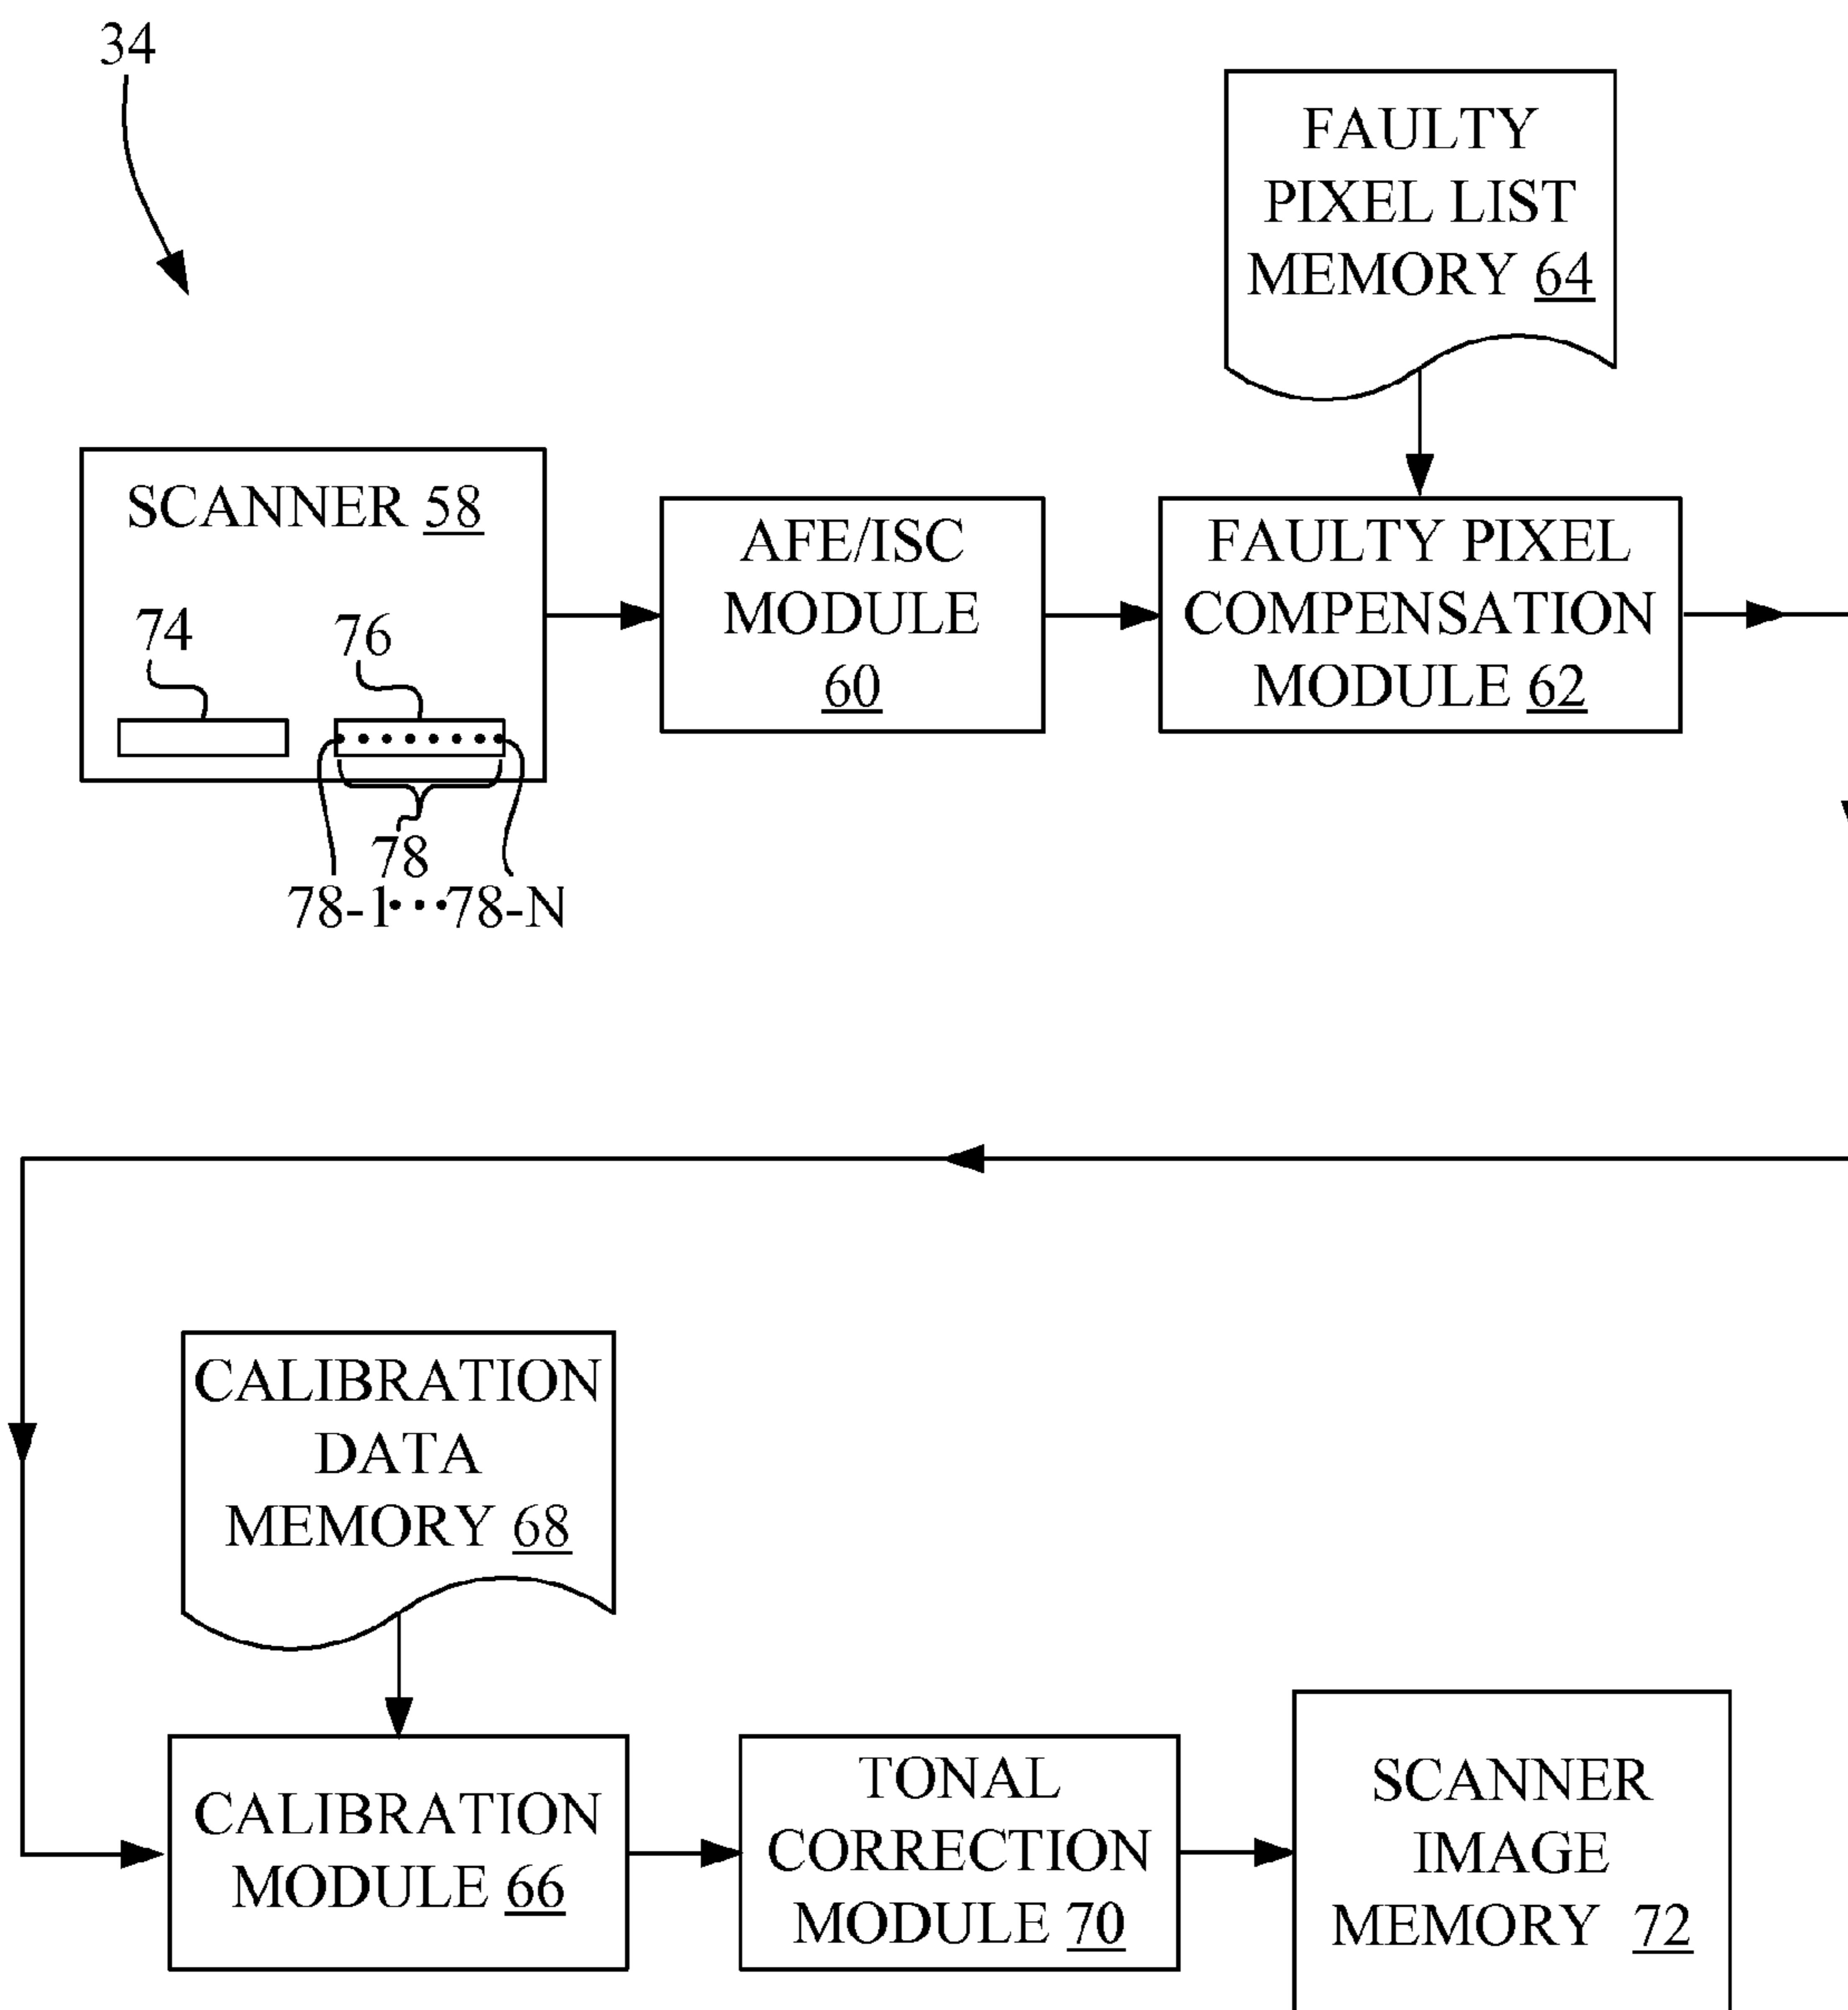 34
FAULTY
PIXEL LIST
MEMORY 64
SCANNER 58
74
76
AFE/ISC
MODULE
60
FAULTY PIXEL
COMPENSATION
MODULE 62
78
78-1•••78-N
CALIBRATION
DATA
MEMORY 68
CALIBRATION
MODULE 66
TONAL
CORRECTION
MODULE 70
SCANNER
IMAGE
MEMORY 72